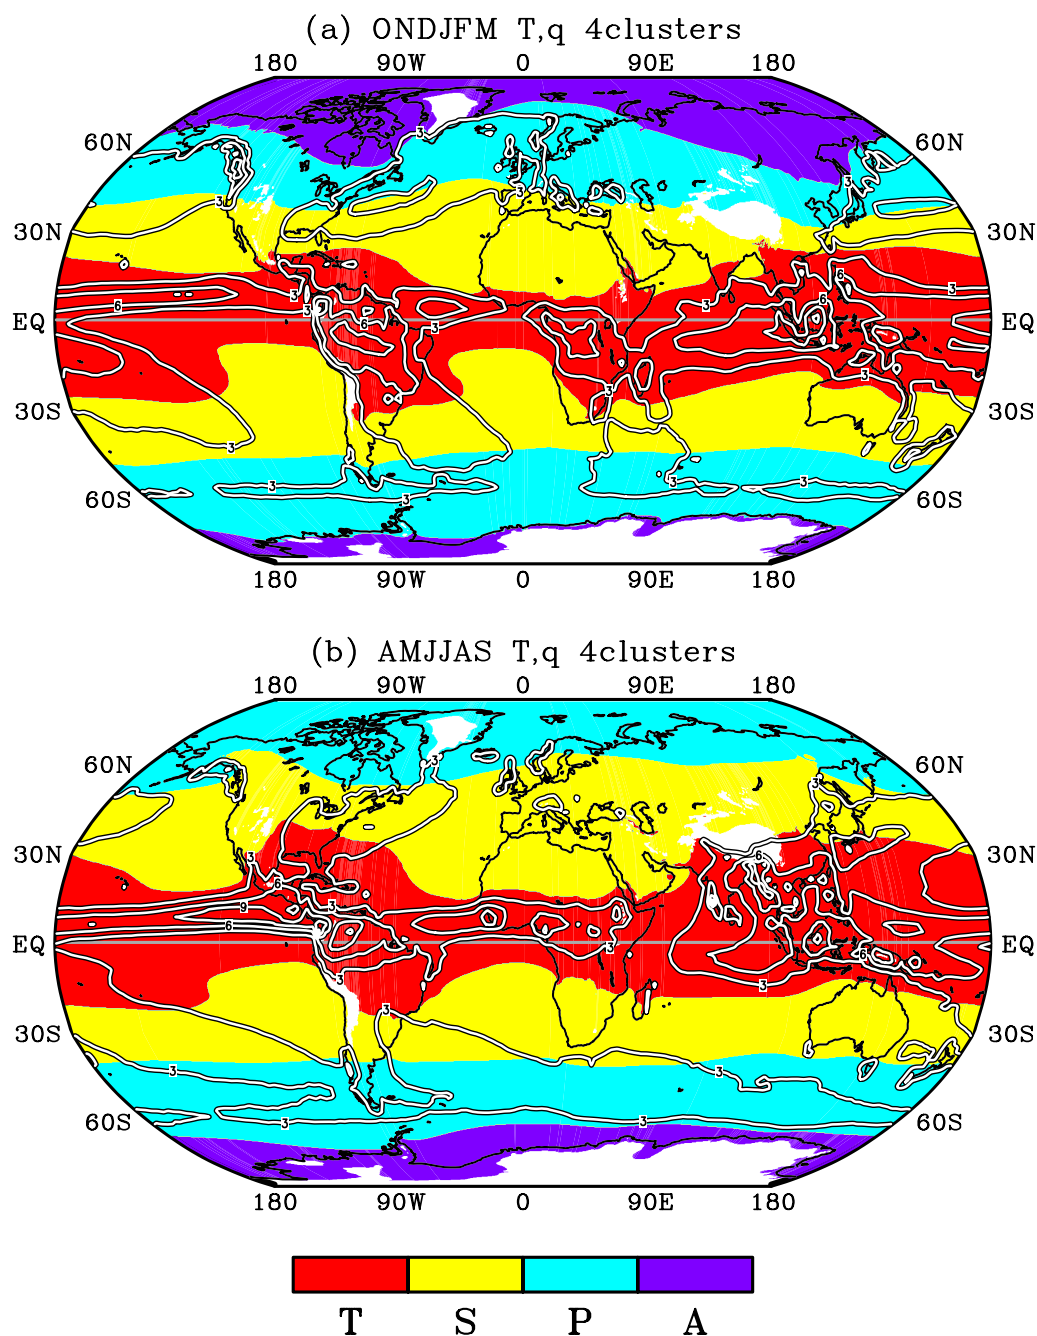 (a) ONDJFM T,q 4clusters
180 90W 0 90E 180
60N 60N
30N 30N
EQ EQ
30S 30S
60S 60S
180 90W 0 90E 180
(b) AMJJAS T,q 4clusters
180 90W 0 90E 180
60N 60N
30N 30N
EQ EQ
30S 30S
60S 60S
180 90W 0 90E 180
T S P A